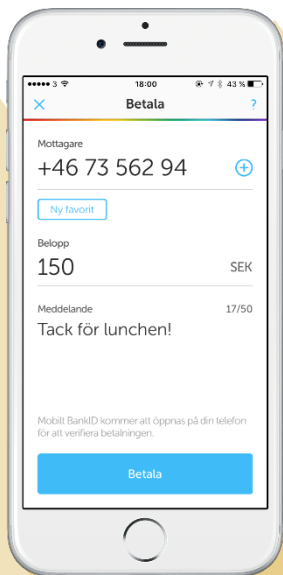 3 18:00 43 %
Betala ?
Mottagare
+46 73 562 94
Ny favorit
Belopp
150 SEK
Meddelande 17/50
Tack för lunchen!
Mobilt BankID kommer att öppnas på din telefon
för att verifiera betalningen.
Betala